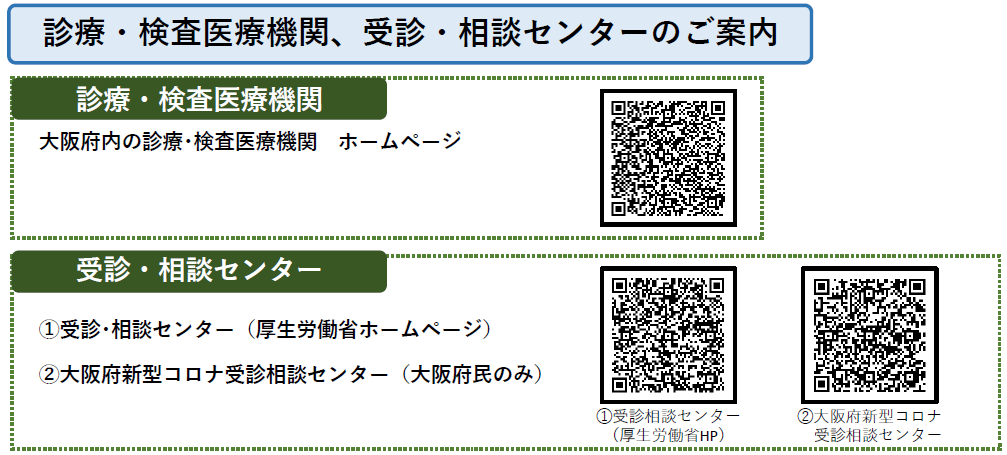 診療・検査医療機関、受診・相談センターのご案内
診療・検査医療機関
大阪府内の診療･検査医療機関　ホームページ
受診・相談センター
①受診･相談センター（厚生労働省ホームページ）
②大阪府新型コロナ受診相談センター（大阪府民のみ）
①受診相談センター
（厚生労働省HP）
②大阪府新型コロナ
受診相談センター